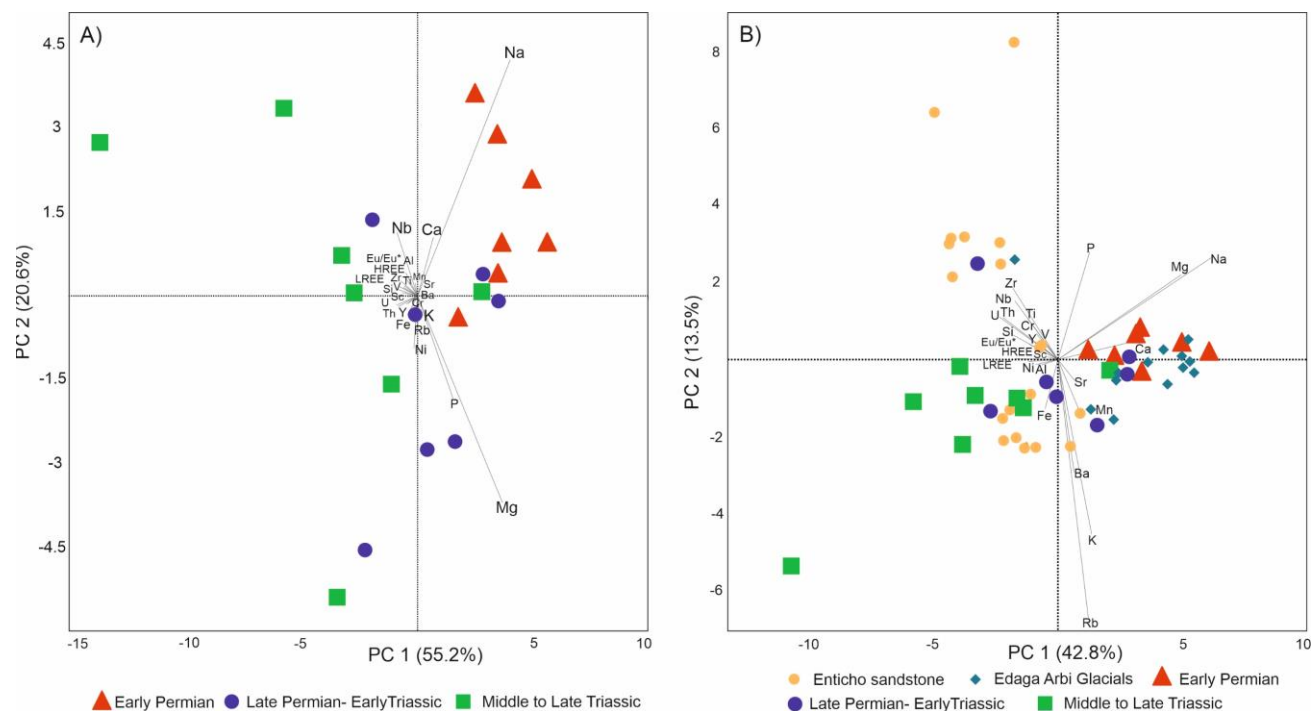 A)
4.5
3
1.5
-1.5
-3
-4.5
PC 2 (20.6%)
Na
Nb
Ca
Eu/Eu*
Al
HREE
Zr
Ti
Mn
LREE
Si
V
Sr
Sc
Ba
U
Cr
Th
Y
K
Fe
Rb
Ni
P
Mg
-15
-10
-5
0
5
10
PC 1 (55.2%)
Early Permian
Late Permian- EarlyTriassic
Middle to Late Triassic
B)
8
6
4
2
0
-2
-4
-6
PC 2 (13.5%)
P
Na
Mg
Zr
Nb
Th
U
Ti
Cr
Si
V
Y
Eu/Eu*
HREE
Sc
Ca
LREE
Ni
Al
Sr
Fe
Mn
Ba
K
Rb
-10
-5
0
5
10
PC 1 (42.8%)
Enticho sandstone
Edaga Arbi Glacials
Early Permian
Late Permian- EarlyTriassic
Middle to Late Triassic